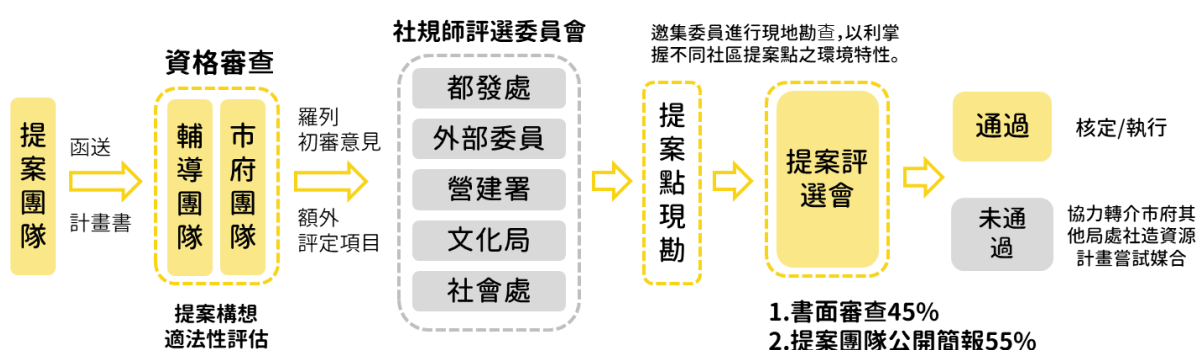 提案團隊
函送
計畫書
資格審查
輔導團隊
市府團隊
提案構想
適法性評估
羅列
初審意見
額外
評定項目
社規師評選委員會
都發處
外部委員
營建署
文化局
社會處
邀集委員進行現地勘查,以利掌
握不同社區提案點之環境特性。
提案點現勘
提案評
選會
1.書面審查45%
2.提案團隊公開簡報55%
通過
核定/執行
未通
過
協力轉介市府其
他局處社造資源
計畫嘗試媒合